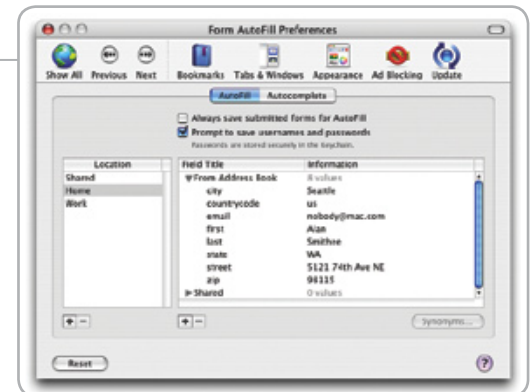 Form AutoFill Preferences
Show All Previous Next Bookmarks Tabs & Windows Appearance Ad Blocking Update
AutoFill Autocomplete
Always save submitted forms for AutoFill
Prompt to save usernames and passwords
Passwords are stored securely in the Keychain.
Location
Shared
Home
Work
Field Title Information
From Address Book 8 values
city Seattle
countrycode us
email nobody@mac.com
first Alan
last Smithee
state WA
street 5121 74th Ave NE
zip 98115
Shared 0 values
+ - + - Synonyms...
Reset ?